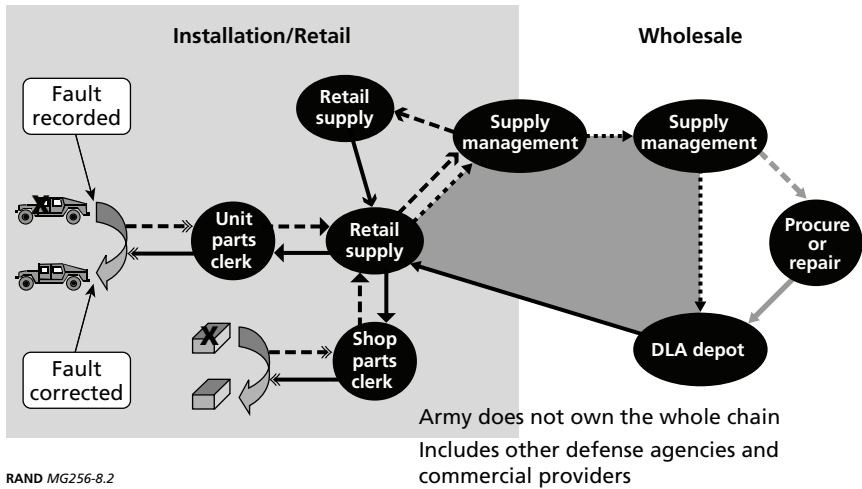 Installation/Retail
Wholesale
Fault
recorded
Retail
supply
Supply
management
Supply
management
X
Unit
parts
clerk
Retail
supply
Procure
or
repair
X
Shop
parts
clerk
DLA depot
Fault
corrected
Army does not own the whole chain
Includes other defense agencies and
commercial providers
RAND MG256-8.2